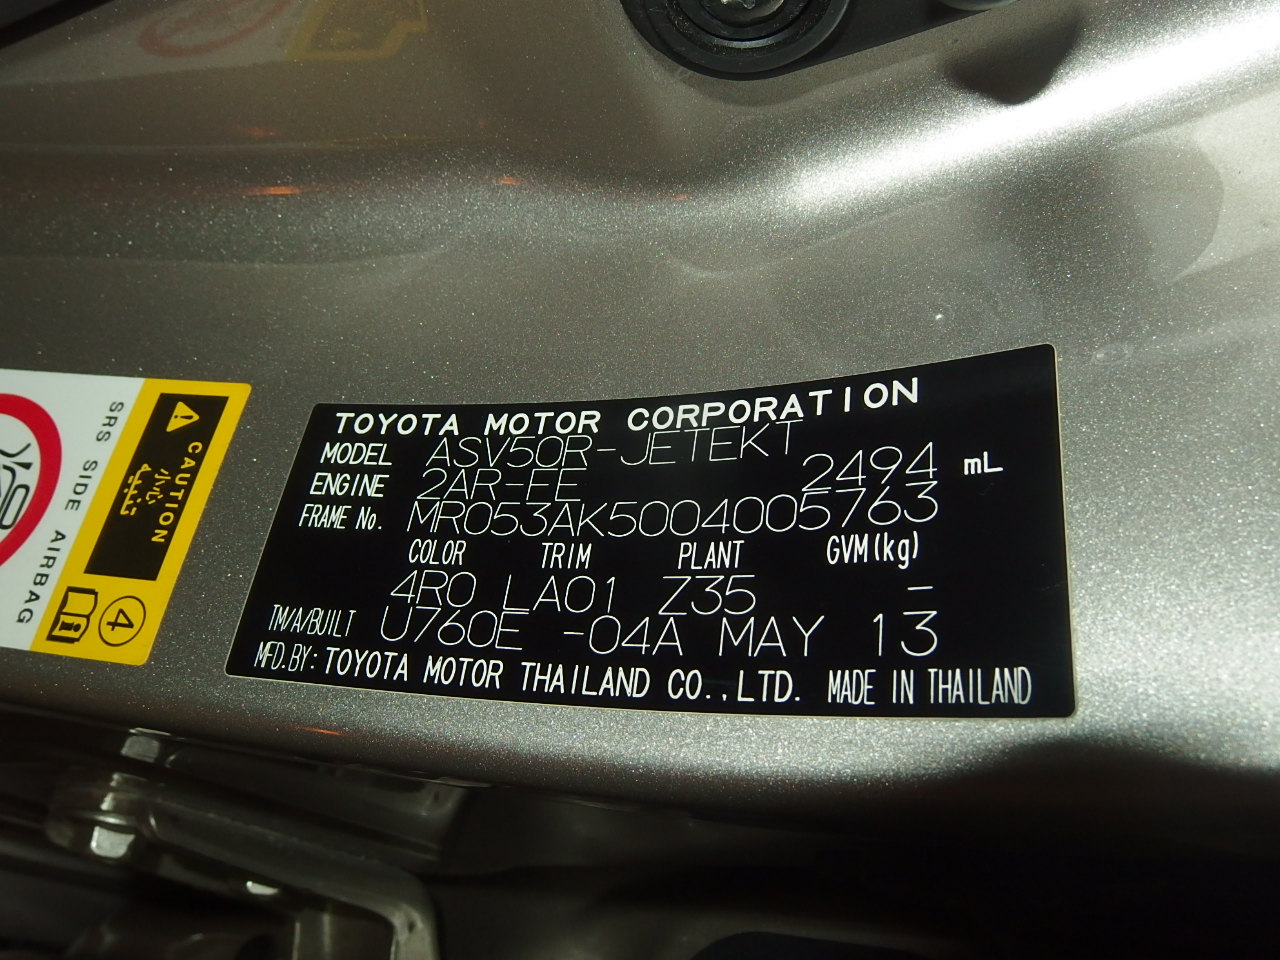 TOYOTA MOTOR CORPORATION
MODEL ASV50R-JETEKT
ENGINE 2AR-FE 2494 mL
FRAME No. MR053AK5004005763
COLOR TRIM PLANT GVM(kg)
4R0 LA01 Z35 -
TM/A/BUILT U760E -04A MAY 13
MFD.BY: TOYOTA MOTOR THAILAND CO.,LTD. MADE IN THAILAND
SRS SIDE AIRBAG
CAUTION
4